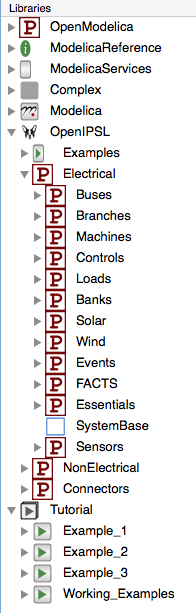 Libraries
P OpenModelica
i ModelicaReference
ModelicaServices
Complex
m Modelica
OpenIPSL
Examples
P Electrical
P Buses
P Branches
P Machines
P Controls
P Loads
P Banks
P Solar
P Wind
P Events
P FACTS
P Essentials
SystemBase
P Sensors
P NonElectrical
P Connectors
Tutorial
Example_1
Example_2
Example_3
Working_Examples